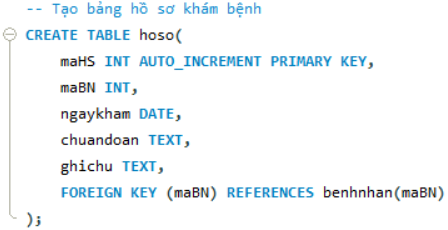 -- Tạo bảng hồ sơ khám bệnh
CREATE TABLE hoso(
maHS INT AUTO_INCREMENT PRIMARY KEY,
maBN INT,
ngaykham DATE,
chuandoan TEXT,
ghichu TEXT,
FOREIGN KEY (maBN) REFERENCES benhnhan(maBN)
);